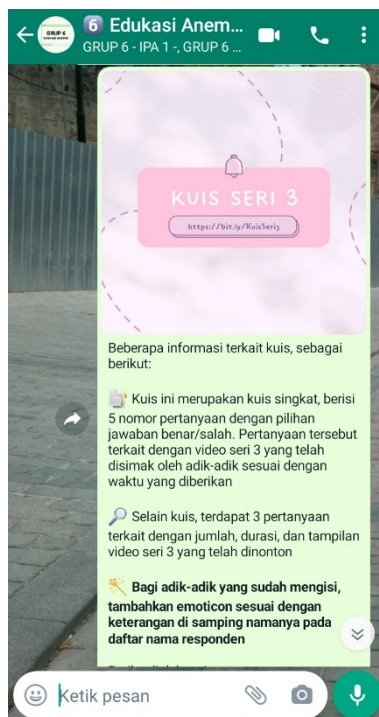 6 Edukasi Anem...
GRUP 6
GRUP 6 - IPA 1 -, GRUP 6 ...
KUIS SERI 3
https://bit.ly/KuisSeri3
Beberapa informasi terkait kuis, sebagai
berikut:
Kuis ini merupakan kuis singkat, berisi
5 nomor pertanyaan dengan pilihan
jawaban benar/salah. Pertanyaan tersebut
terkait dengan video seri 3 yang telah
disimak oleh adik-adik sesuai dengan
waktu yang diberikan
Selain kuis, terdapat 3 pertanyaan
terkait dengan jumlah, durasi, dan tampilan
video seri 3 yang telah dinonton
Bagi adik-adik yang sudah mengisi,
tambahkan emoticon sesuai dengan
keterangan di samping namanya pada
daftar nama responden
Ketik pesan